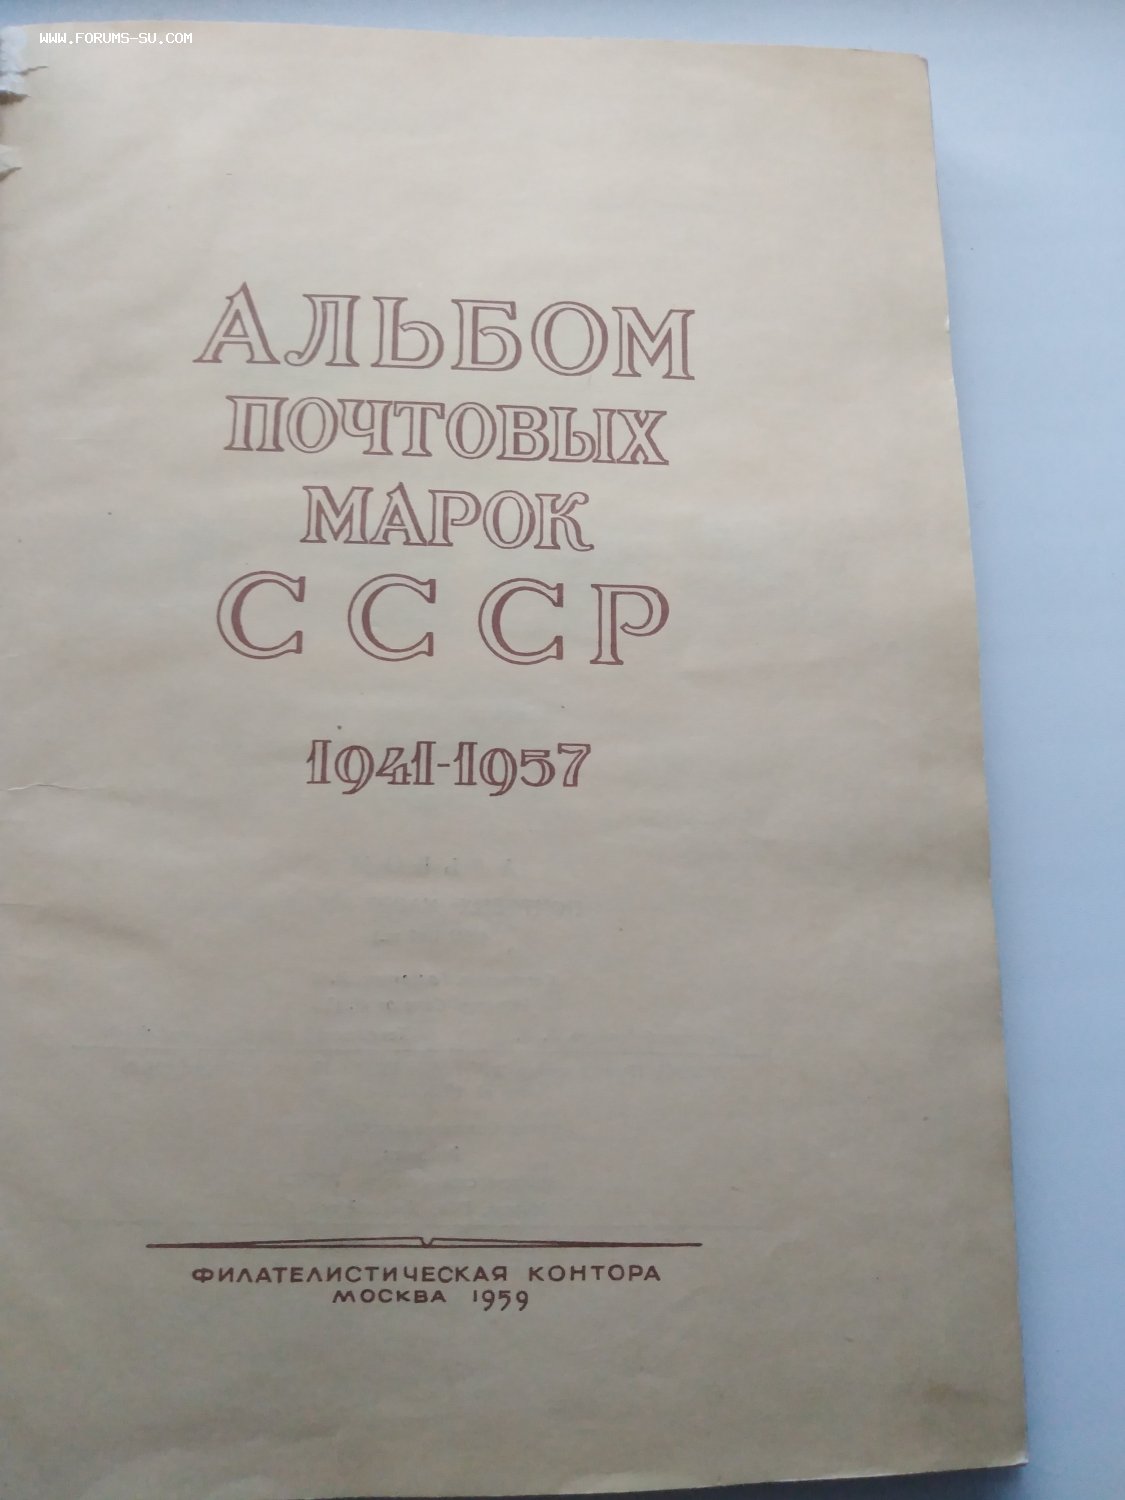 WWW.FORUMS-SU.COM
АЛЬБОМ
ПОЧТОВЫХ
МАРОК
СССР
1941-1957
ФИЛАТЕЛИСТИЧЕСКАЯ КОНТОРА
МОСКВА 1959